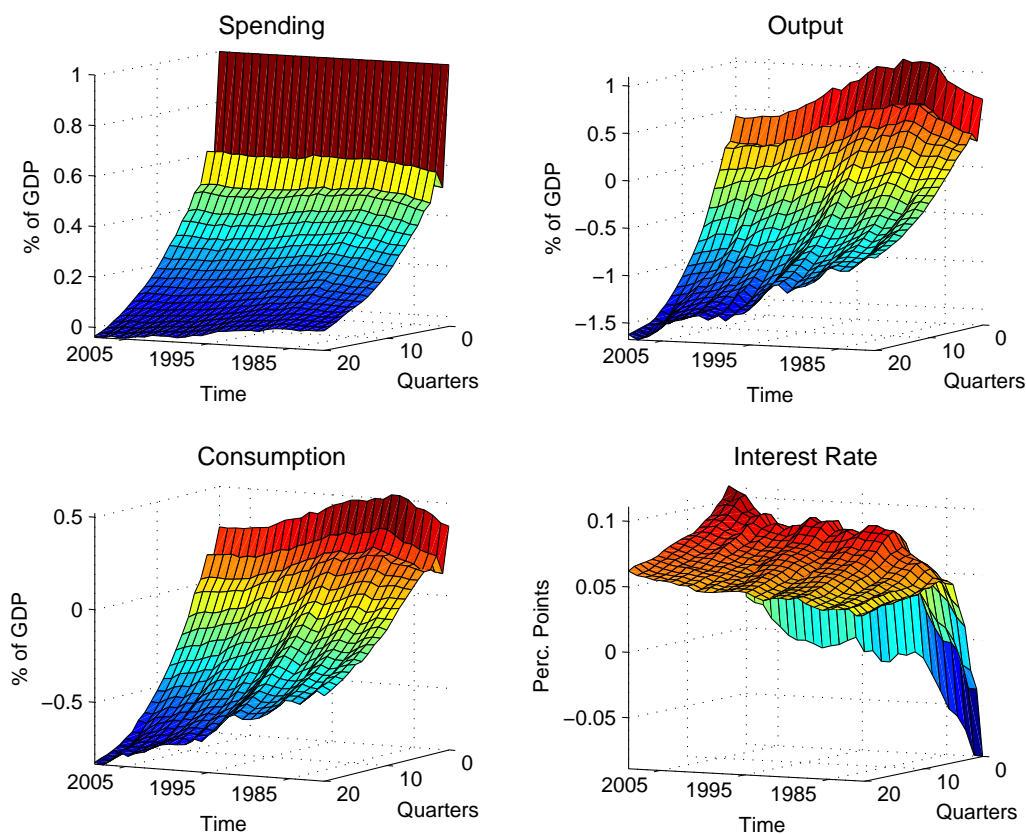 Spending
1
0.8
0.6
0.4
0.2
0
% of GDP
2005
1995
1985
Time
20
10
0
Quarters
Output
0.5
0
−0.5
−1
−1.5
% of GDP
2005
1995
1985
Time
20
10
0
Quarters
Consumption
0.5
0
−0.5
% of GDP
2005
1995
1985
Time
20
10
0
Quarters
Interest Rate
0.1
0.05
0
−0.05
Perc. Points
2005
1995
1985
Time
20
10
0
Quarters